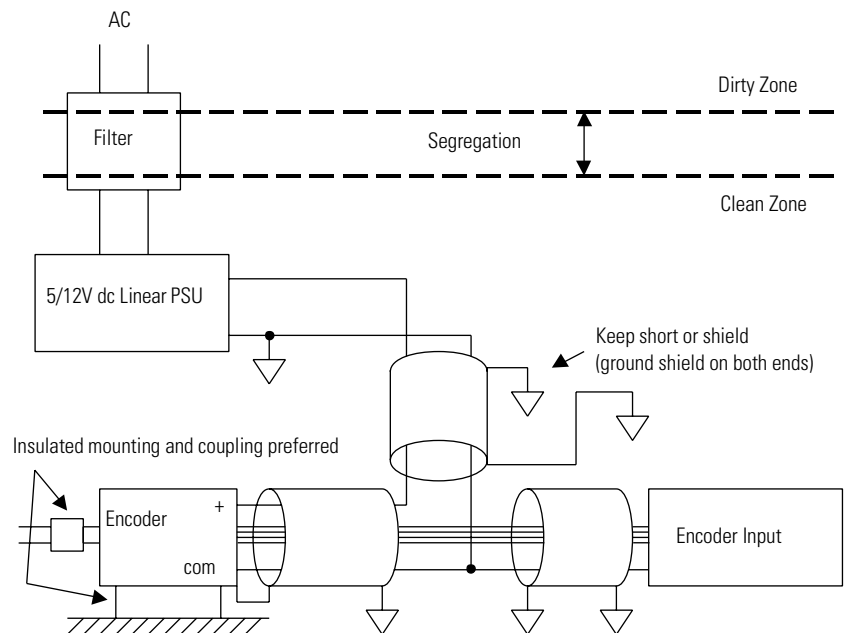 AC
Dirty Zone
Filter
Segregation
Clean Zone
5/12V dc Linear PSU
Keep short or shield
(ground shield on both ends)
Insulated mounting and coupling preferred
Encoder
+
com
Encoder Input